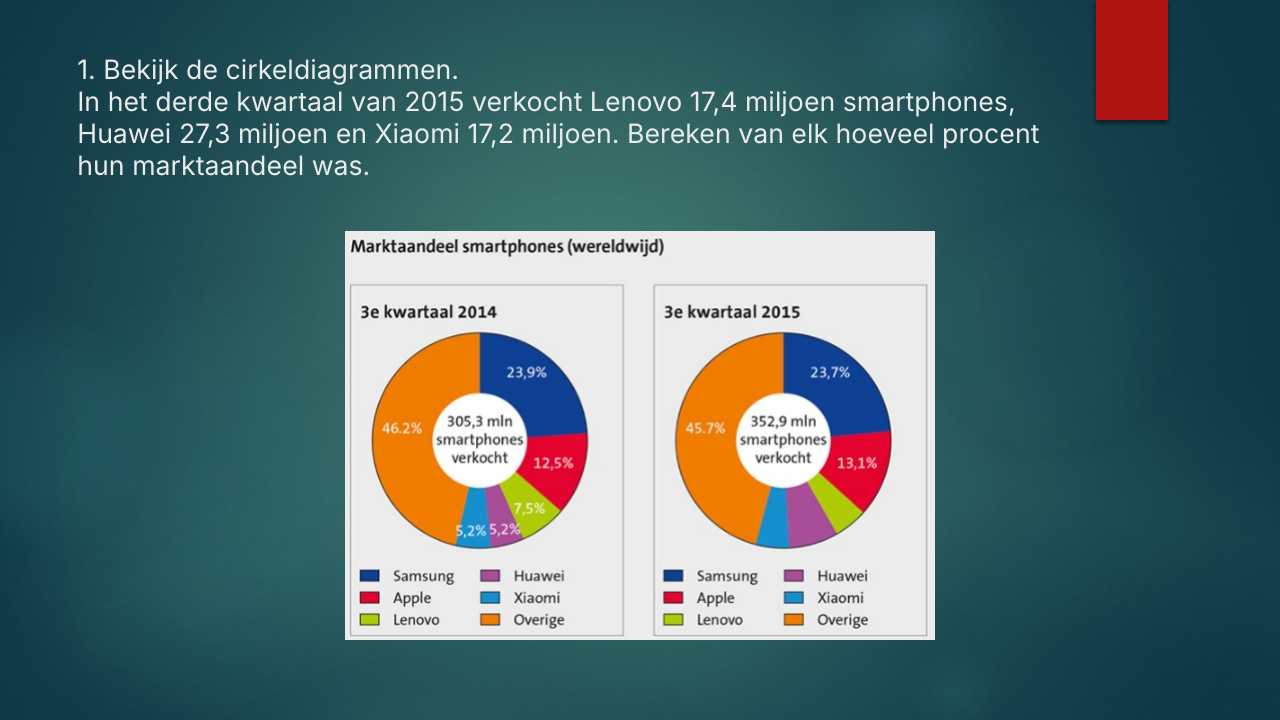 1. Bekijk de cirkeldiagrammen.
In het derde kwartaal van 2015 verkocht Lenovo 17,4 miljoen smartphones,
Huawei 27,3 miljoen en Xiaomi 17,2 miljoen. Bereken van elk hoeveel procent
hun marktaandeel was.
Marktaandeel smartphones (wereldwijd)
3e kwartaal 2014
23,9%
305,3 mln
smartphones
verkocht
46.2%
12,5%
7,5%
5,2%
5,2%
Samsung
Huawei
Apple
Xiaomi
Lenovo
Overige
3e kwartaal 2015
23,7%
352,9 mln
smartphones
verkocht
45.7%
13,1%
Samsung
Huawei
Apple
Xiaomi
Lenovo
Overige